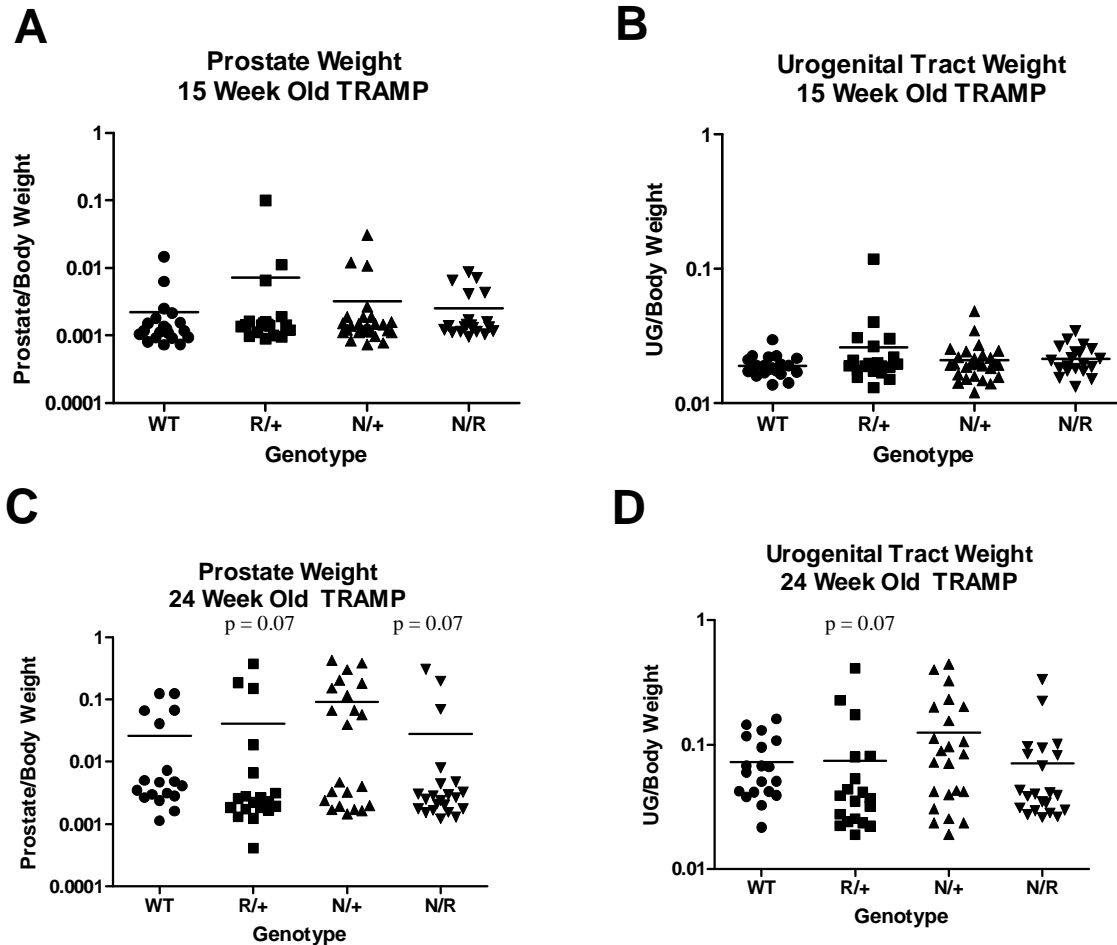 A
Prostate Weight
15 Week Old TRAMP
Prostate/Body Weight
1
0.1
0.01
0.001
0.0001
WT R/+ N/+ N/R
Genotype
B
Urogenital Tract Weight
15 Week Old TRAMP
UG/Body Weight
1
0.1
0.01
WT R/+ N/+ N/R
Genotype
C
Prostate Weight
24 Week Old TRAMP
p = 0.07 p = 0.07
Prostate/Body Weight
1
0.1
0.01
0.001
0.0001
WT R/+ N/+ N/R
Genotype
D
Urogenital Tract Weight
24 Week Old TRAMP
p = 0.07
UG/Body Weight
1
0.1
0.01
WT R/+ N/+ N/R
Genotype